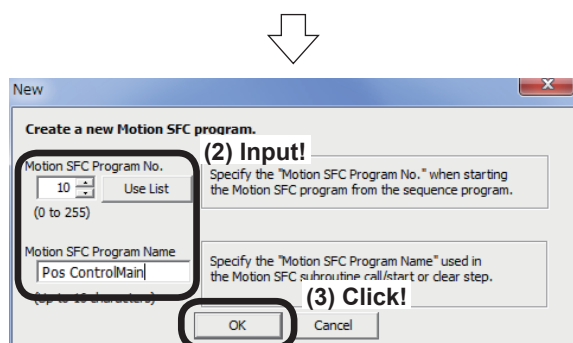 New
X
Create a new Motion SFC program.
(2) Input!
Motion SFC Program No.
10
Use List
(0 to 255)
Specify the "Motion SFC Program No." when starting
the Motion SFC program from the sequence program.
Motion SFC Program Name
Pos ControlMain
Specify the "Motion SFC Program Name" used in
the Motion SFC subroutine call/start or clear step.
(3) Click!
OK
Cancel